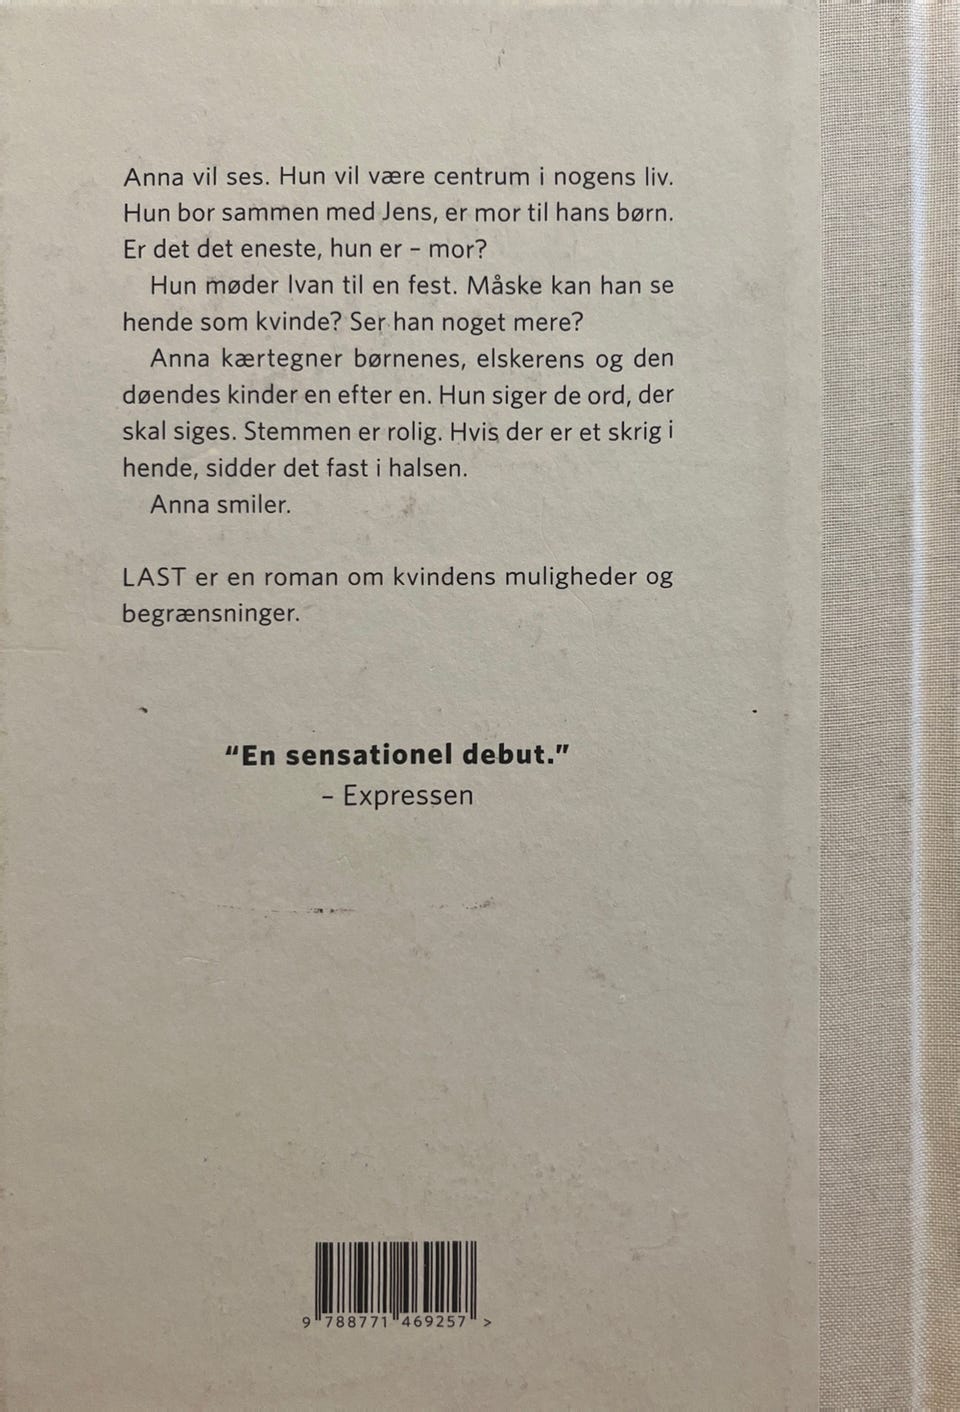 Anna vil ses. Hun vil være centrum i nogens liv.
Hun bor sammen med Jens, er mor til hans børn.
Er det det eneste, hun er – mor?
Hun møder Ivan til en fest. Måske kan han se
hende som kvinde? Ser han noget mere?
Anna kærtegner børnenes, elskerens og den
døendes kinder en efter en. Hun siger de ord, der
skal siges. Stemmen er rolig. Hvis der er et skrig i
hende, sidder det fast i halsen.
Anna smiler.
LAST er en roman om kvindens muligheder og
begrænsninger.
“En sensationel debut.”
– Expressen
9 788771 469257 >